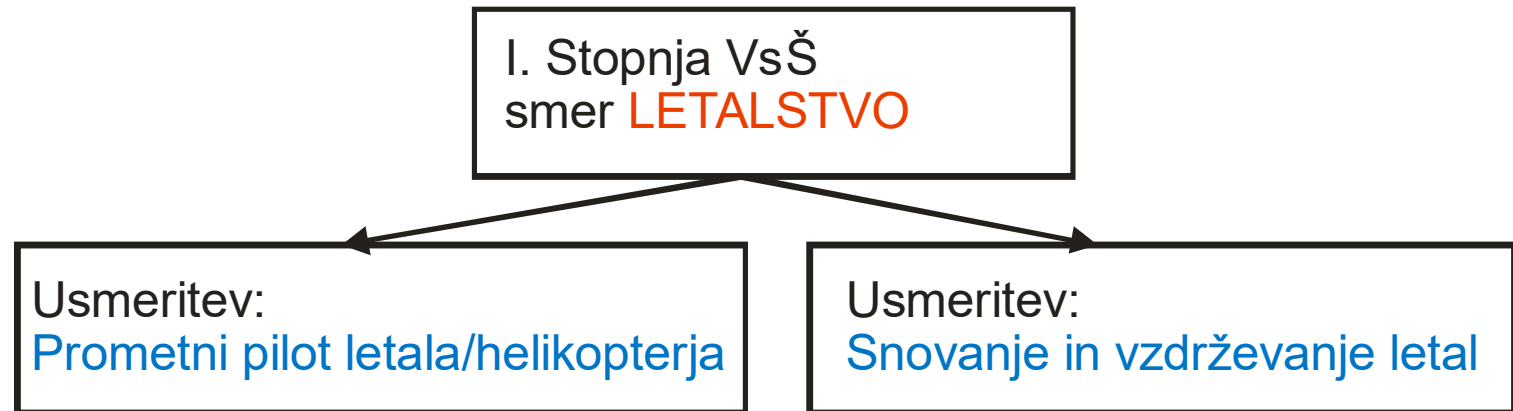 I. Stopnja VsŠ
smer LETALSTVO
Usmeritev:
Prometni pilot letala/helikopterja
Usmeritev:
Snovanje in vzdrževanje letal